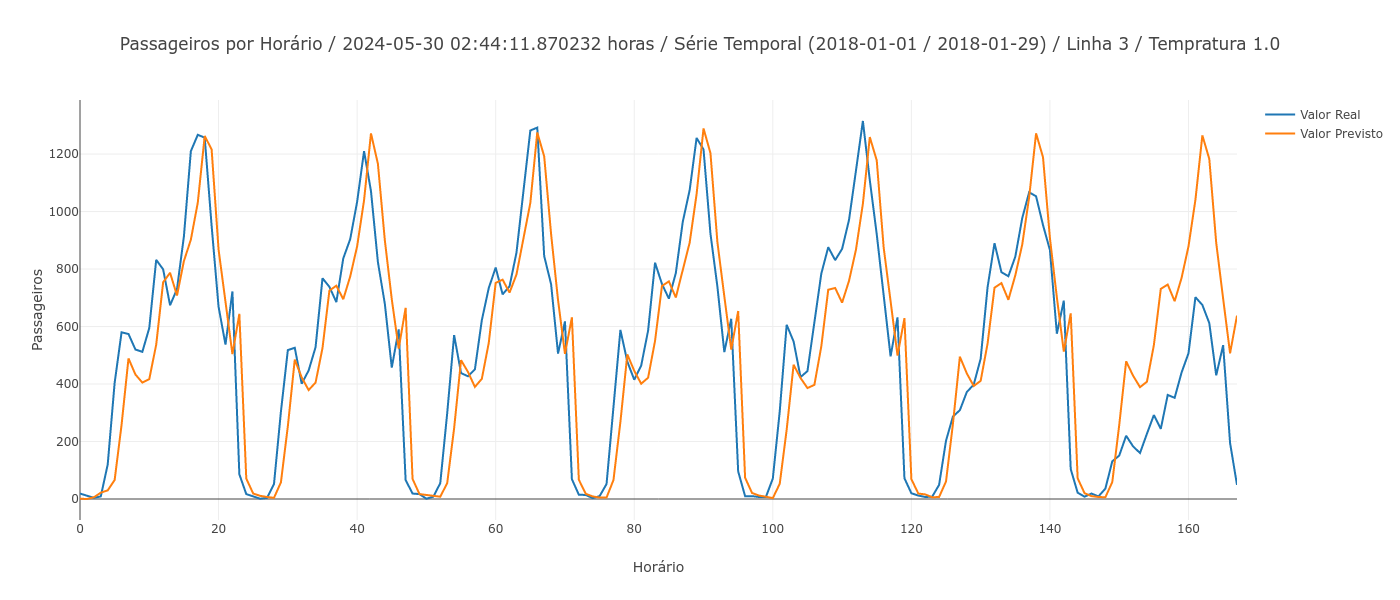 Passageiros por Horário / 2024-05-30 02:44:11.870232 horas / Série Temporal (2018-01-01 / 2018-01-29) / Linha 3 / Tempratura 1.0
Valor Real
Valor Previsto
Passageiros
1200
1000
800
600
400
200
0
0 20 40 60 80 100 120 140 160
Horário